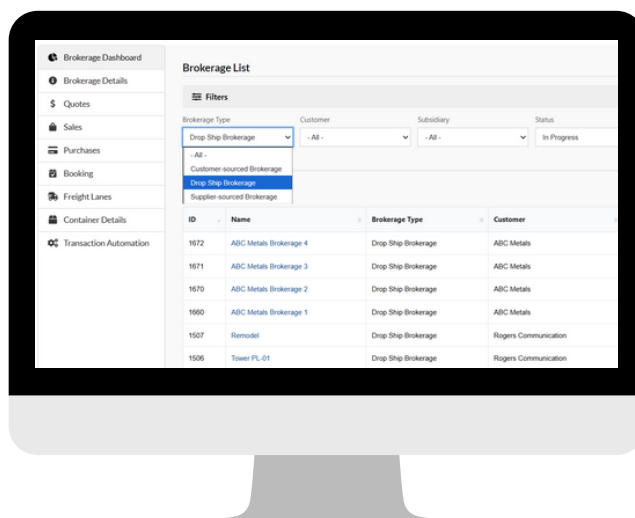 Brokerage Dashboard
Brokerage Details
Quotes
Sales
Purchases
Booking
Freight Lanes
Container Details
Transaction Automation
Brokerage List
Filters
Brokerage Type Customer Subsidiary Status
Drop Ship Brokerage - All - - All - In Progress
- All -
Customer-sourced Brokerage
Drop Ship Brokerage
Supplier-sourced Brokerage
ID Name Brokerage Type Customer
1672 ABC Metals Brokerage 4 Drop Ship Brokerage ABC Metals
1671 ABC Metals Brokerage 3 Drop Ship Brokerage ABC Metals
1670 ABC Metals Brokerage 2 Drop Ship Brokerage ABC Metals
1660 ABC Metals Brokerage 1 Drop Ship Brokerage ABC Metals
1507 Remodel Drop Ship Brokerage Rogers Communication
1506 Tower PL-01 Drop Ship Brokerage Rogers Communication